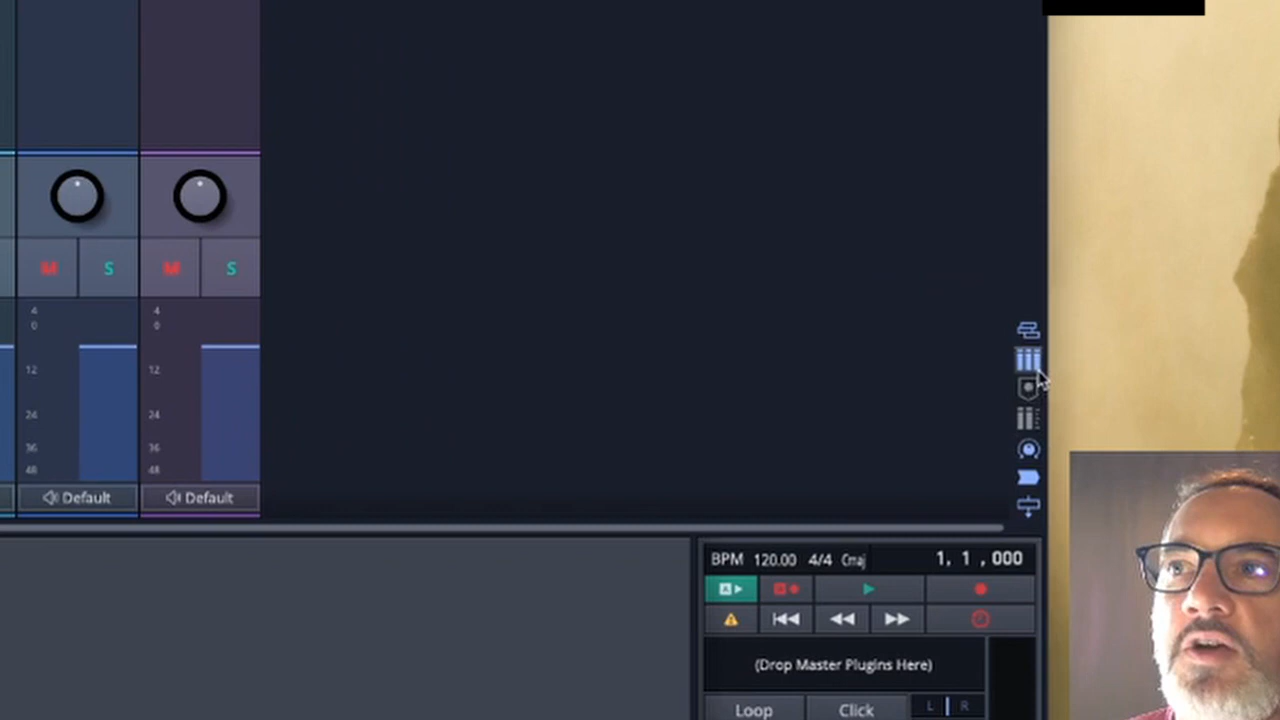 M S M S
4 4
0 0
12 12
24 24
36 36
48 48
Default Default
BPM 120.00 4/4 Cmaj 1, 1 , 000
A
(Drop Master Plugins Here)
Loop Click L R